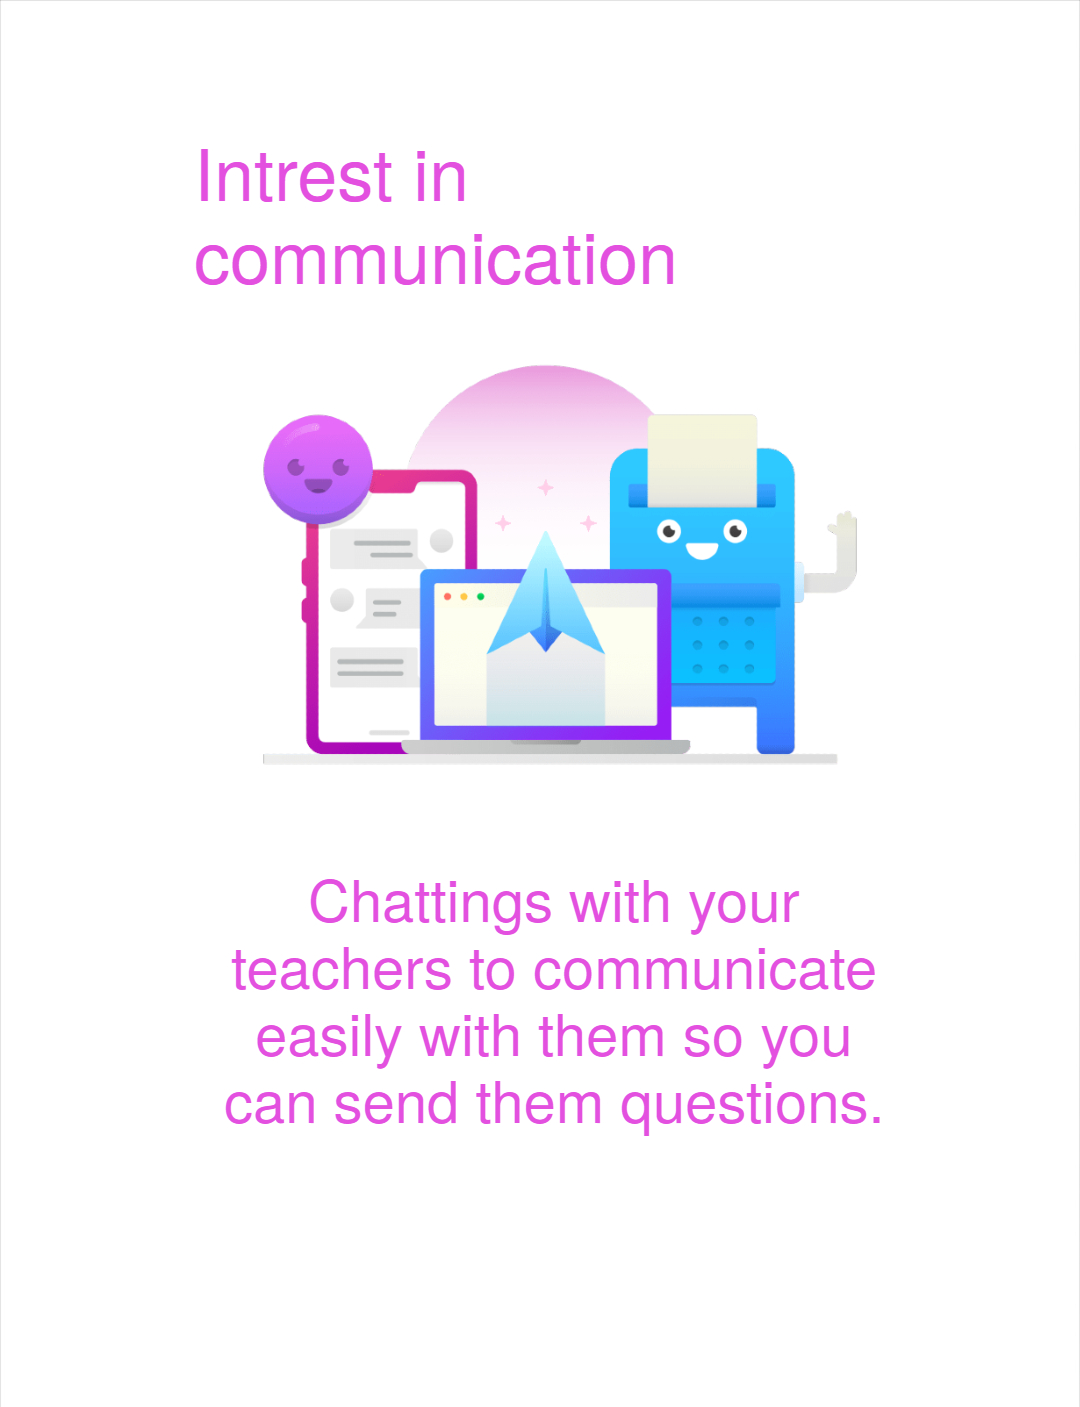 Intrest in
communication
Chattings with your
teachers to communicate
easily with them so you
can send them questions.